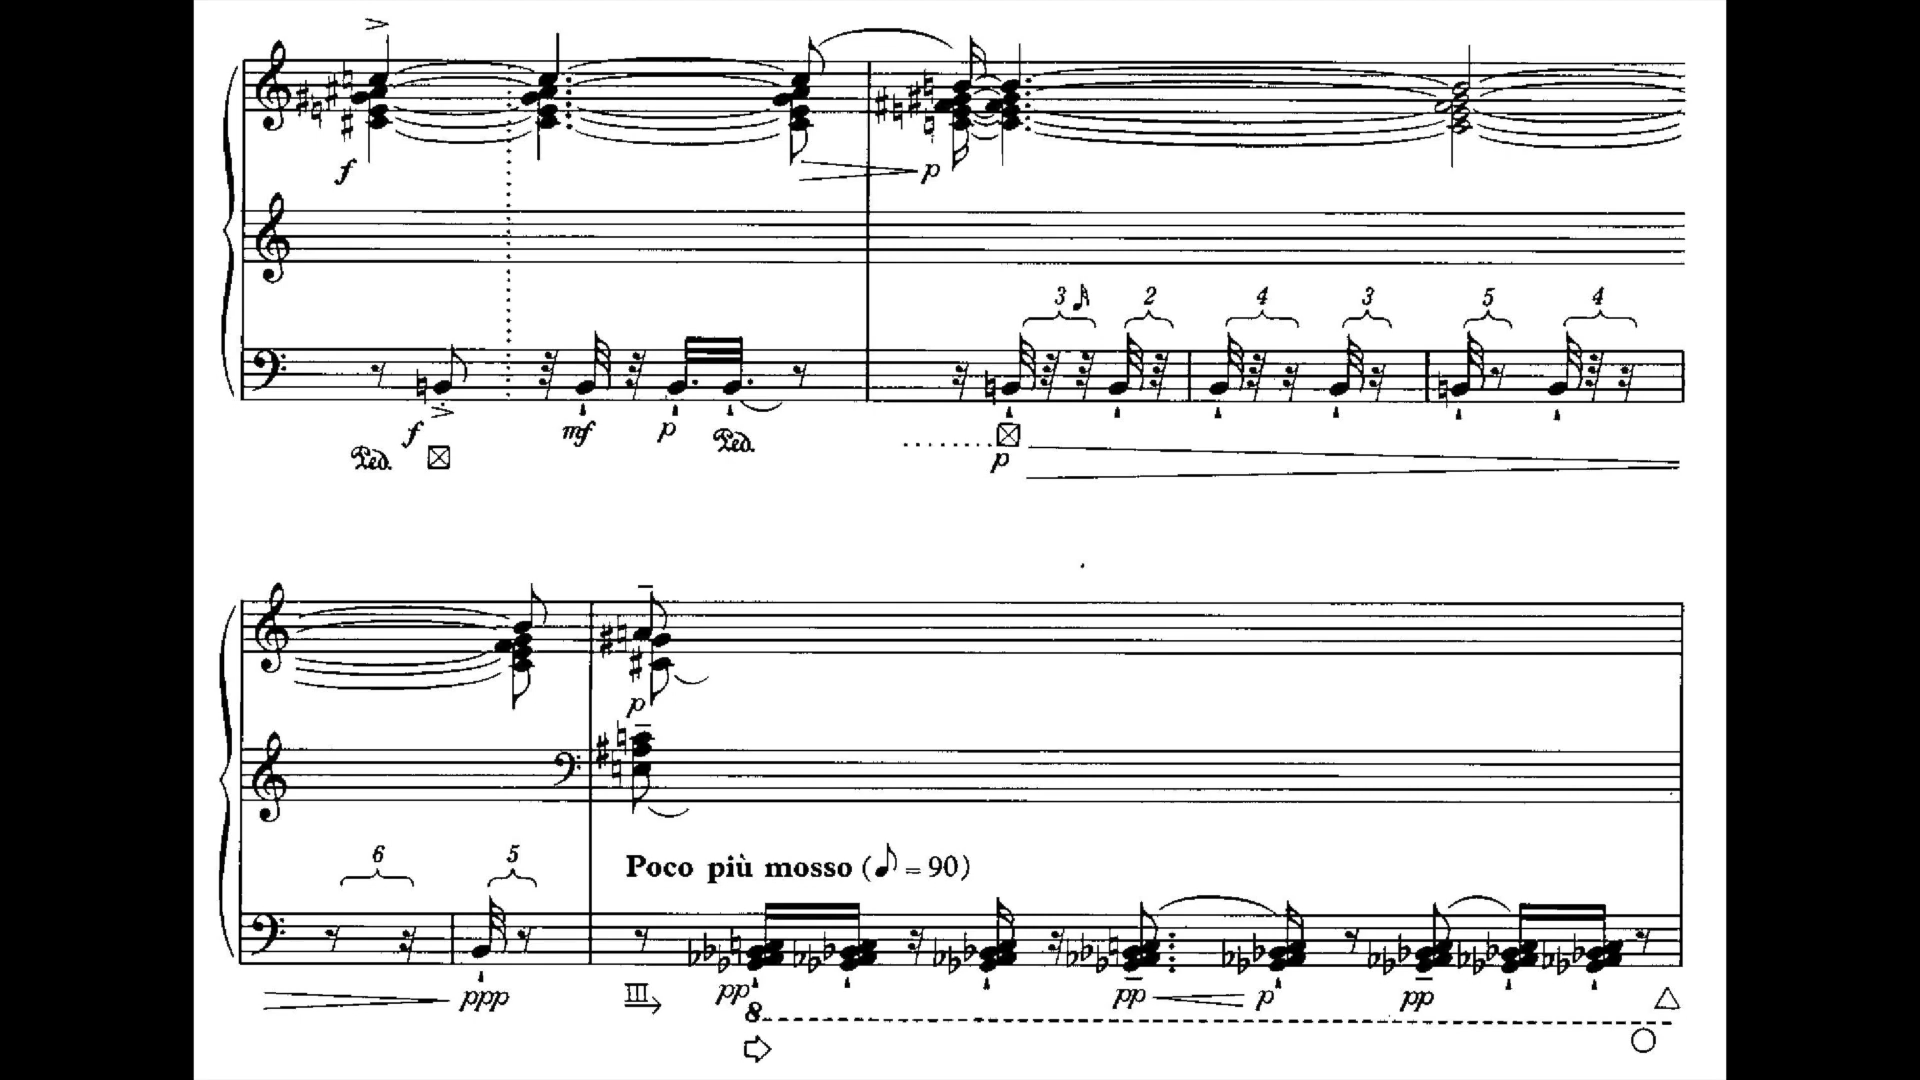 f p
3 2 4 3 5 4
f mf p
Ped. Ped.
p
p
6 5
Poco più mosso (♪ = 90)
ppp III pp pp p pp
8